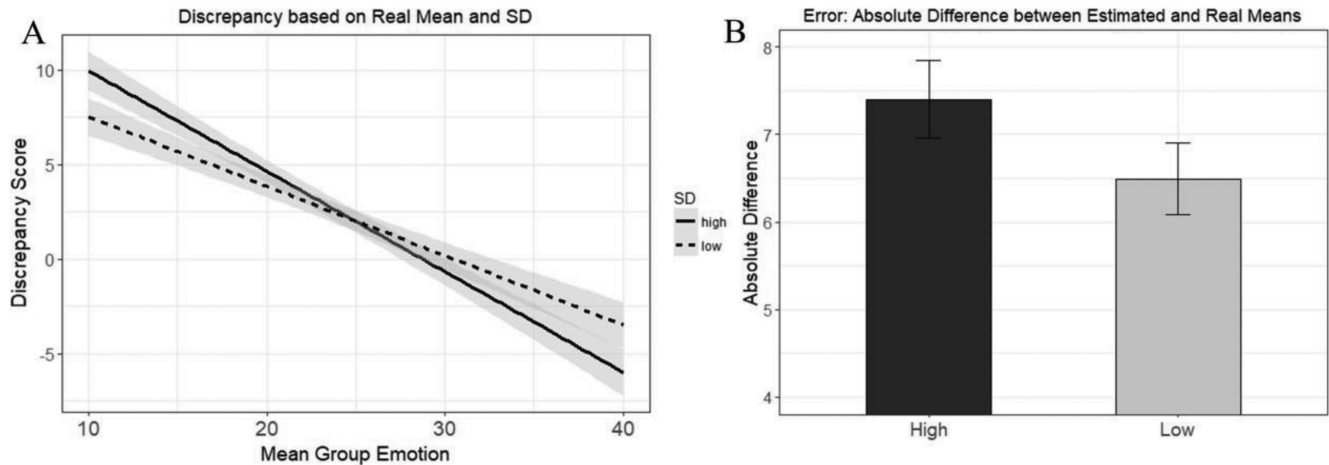 A
Discrepancy based on Real Mean and SD
Discrepancy Score
10
5
0
-5
10 20 30 40
Mean Group Emotion
SD
high
low
B
Error: Absolute Difference between Estimated and Real Means
Absolute Difference
8
7
6
5
4
High Low